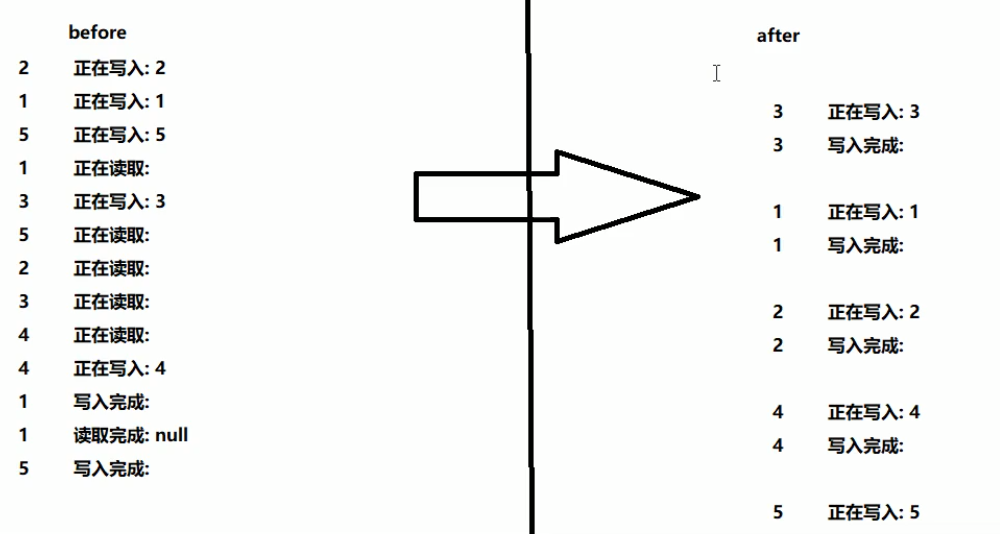 before
2 正在写入: 2
1 正在写入: 1
5 正在写入: 5
1 正在读取:
3 正在写入: 3
5 正在读取:
2 正在读取:
3 正在读取:
4 正在读取:
4 正在写入: 4
1 写入完成:
1 读取完成: null
5 写入完成:
after
3 正在写入: 3
3 写入完成:
1 正在写入: 1
1 写入完成:
2 正在写入: 2
2 写入完成:
4 正在写入: 4
4 写入完成:
5 正在写入: 5